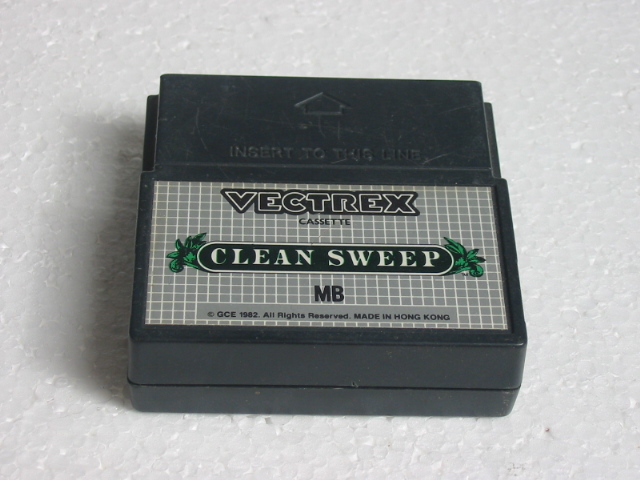 INSERT TO THIS LINE
VECTREX
CASSETTE
CLEAN SWEEP
MB
© GCE 1982. All Rights Reserved. MADE IN HONG KONG